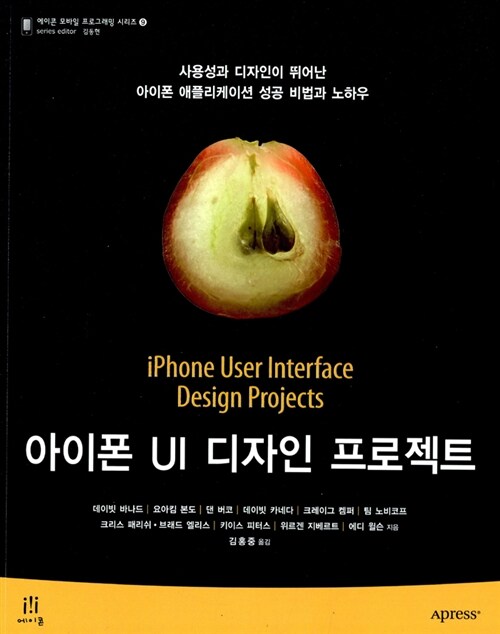 에이콘 모바일 프로그래밍 시리즈 9
series editor 김동현
사용성과 디자인이 뛰어난
아이폰 애플리케이션 성공 비법과 노하우
iPhone User Interface
Design Projects
아이폰 UI 디자인 프로젝트
데이빗 바나드 | 요아킴 본도 | 댄 버코 | 데이빗 카네다 | 크레이그 켐퍼 | 팀 노비코프
크리스 패리쉬 • 브래드 엘리스 | 키이스 피터스 | 위르겐 지베르트 | 에디 윌슨 지음
김홍중 옮김
에이콘
Apress®